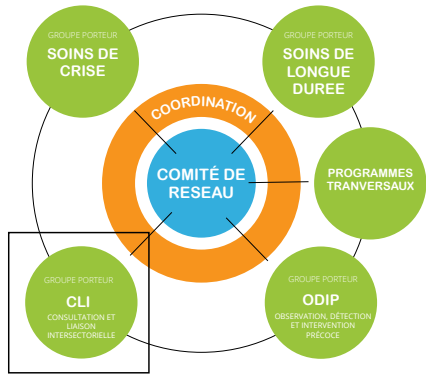 GROUPE PORTEUR
SOINS DE
CRISE
GROUPE PORTEUR
SOINS DE
LONGUE
DUREE
COORDINATION
COMITÉ DE
RESEAU
PROGRAMMES
TRANVERSAUX
GROUPE PORTEUR
CLI
CONSULTATION ET
LIAISON
INTERSECTORIELLE
GROUPE PORTEUR
ODIP
OBSERVATION, DÉTECTION
ET INTERVENTION
PRÉCOCE